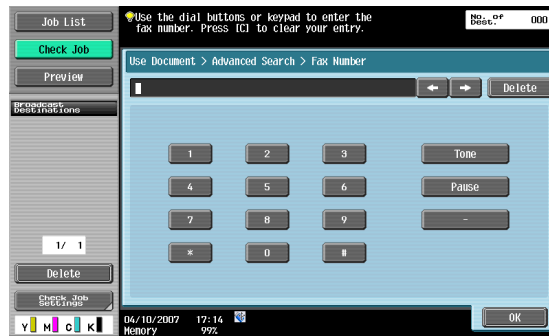 Job List
Check Job
Preview
Broadcast
Destinations
1/ 1
Delete
Check Job
Settings
Y M C K
Use the dial buttons or keypad to enter the
fax number. Press [C] to clear your entry.
No. of
Dest.
000
Use Document > Advanced Search > Fax Number
← → Delete
1 2 3 Tone
4 5 6 Pause
7 8 9 -
* 0 #
OK
04/10/2007 17:14
Memory 99%